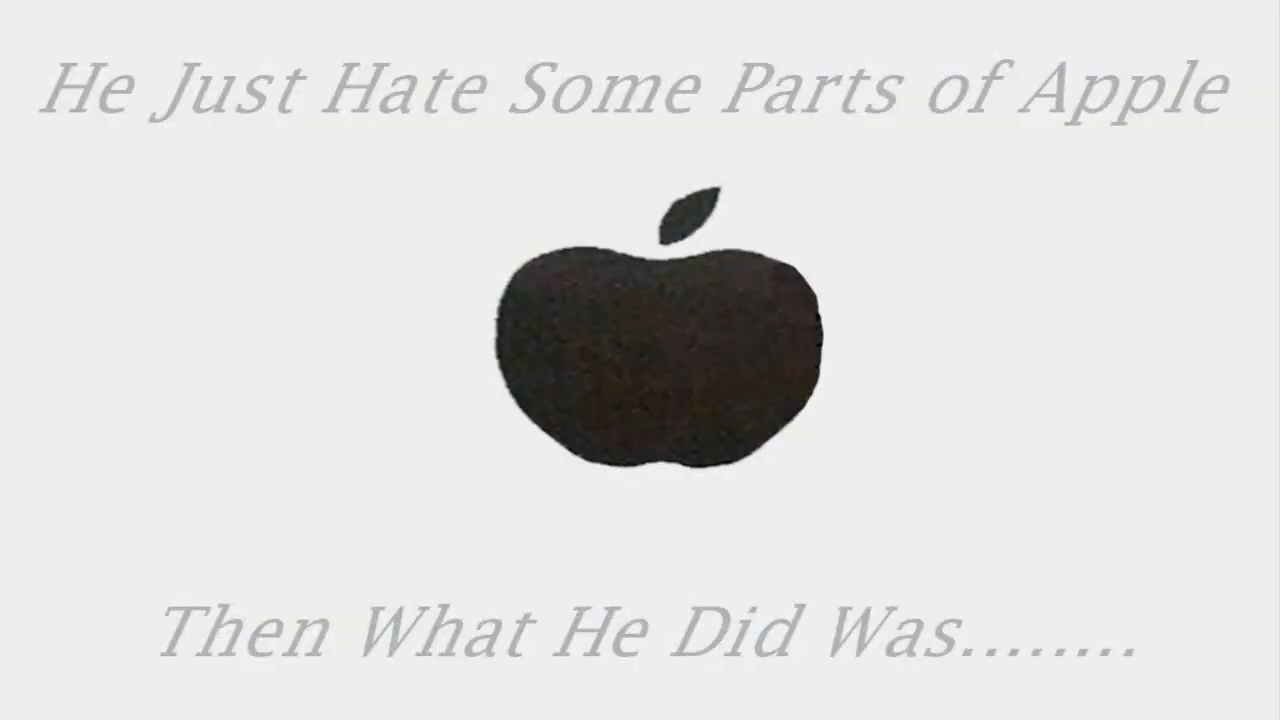 He Just Hate Some Parts of Apple
Then What He Did Was........